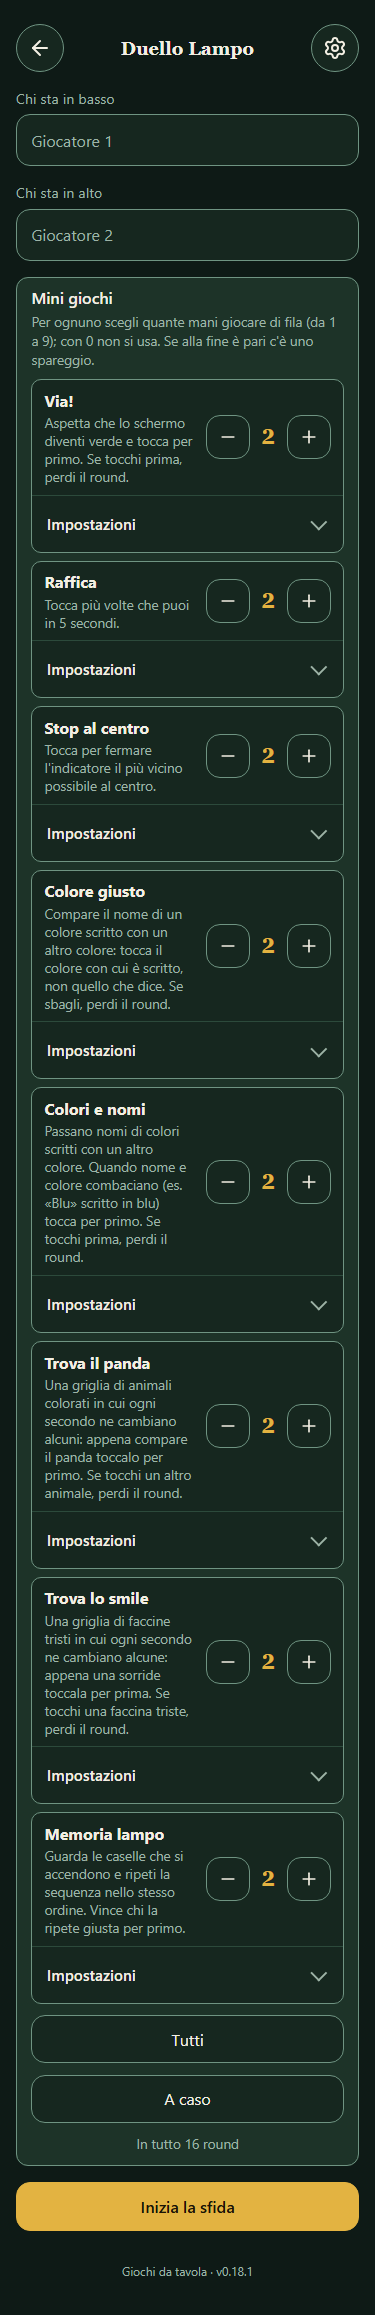 Duello Lampo
Chi sta in basso
Giocatore 1
Chi sta in alto
Giocatore 2
Mini giochi
Per ognuno scegli quante mani giocare di fila (da 1
a 9); con 0 non si usa. Se alla fine è pari c'è uno
spareggio.
Via!
Aspetta che lo schermo
diventi verde e tocca per
primo. Se tocchi prima,
perdi il round.
− 2 +
Impostazioni
Raffica
Tocca più volte che puoi
in 5 secondi.
− 2 +
Impostazioni
Stop al centro
Tocca per fermare
l'indicatore il più vicino
possibile al centro.
− 2 +
Impostazioni
Colore giusto
Compare il nome di un
colore scritto con un
altro colore: tocca il
colore con cui è scritto,
non quello che dice. Se
sbagli, perdi il round.
− 2 +
Impostazioni
Colori e nomi
Passano nomi di colori
scritti con un altro
colore. Quando nome e
colore combaciano (es.
«Blu» scritto in blu)
tocca per primo. Se
tocchi prima, perdi il
round.
− 2 +
Impostazioni
Trova il panda
Una griglia di animali
colorati in cui ogni
secondo ne cambiano
alcuni: appena compare
il panda toccalo per
primo. Se tocchi un altro
animale, perdi il round.
− 2 +
Impostazioni
Trova lo smile
Una griglia di faccine
tristi in cui ogni secondo
ne cambiano alcune:
appena una sorride
toccala per prima. Se
tocchi una faccina triste,
perdi il round.
− 2 +
Impostazioni
Memoria lampo
Guarda le caselle che si
accendono e ripeti la
sequenza nello stesso
ordine. Vince chi la
ripete giusta per primo.
− 2 +
Impostazioni
Tutti
A caso
In tutto 16 round
Inizia la sfida
Giochi da tavola · v0.18.1